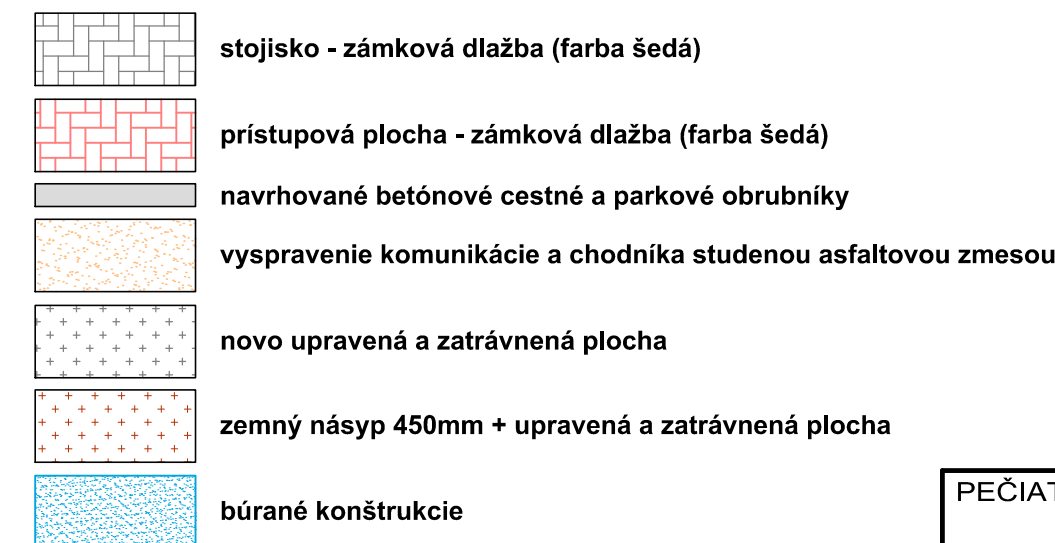 stojisko - zámková dlažba (farba šedá)
prístupová plocha - zámková dlažba (farba šedá)
navrhované betónové cestné a parkové obrubníky
vyspravenie komunikácie a chodníka studenou asfaltovou zmesou
novo upravená a zatrávnená plocha
zemný násyp 450mm + upravená a zatrávnená plocha
búrané konštrukcie
PEČIAT